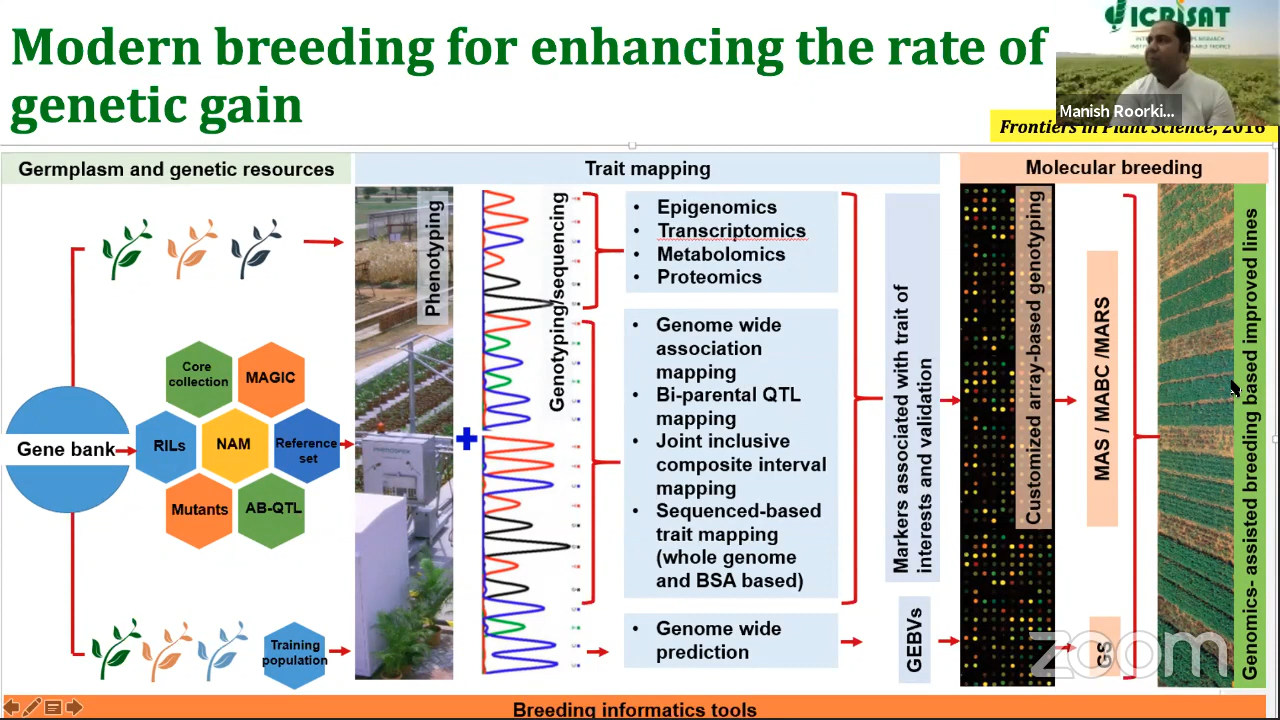 Modern breeding for enhancing the rate of
genetic gain
ICRISAT
Manish Roorki...
Frontiers in Plant Science, 2016
Germplasm and genetic resources
Trait mapping
Molecular breeding
Gene bank
Core
collection
MAGIC
RILs
NAM
Reference
set
Mutants
AB-QTL
Training
population
Phenotyping
+
Genotyping/sequencing
• Epigenomics
• Transcriptomics
• Metabolomics
• Proteomics
• Genome wide
association
mapping
• Bi-parental QTL
mapping
• Joint inclusive
composite interval
mapping
• Sequenced-based
trait mapping
(whole genome
and BSA based)
• Genome wide
prediction
Markers associated with trait of
interests and validation
GEBVs
Customized array-based genotyping
MAS / MABC /MARS
GS
Genomics- assisted breeding based improved lines
zoom
Breeding informatics tools